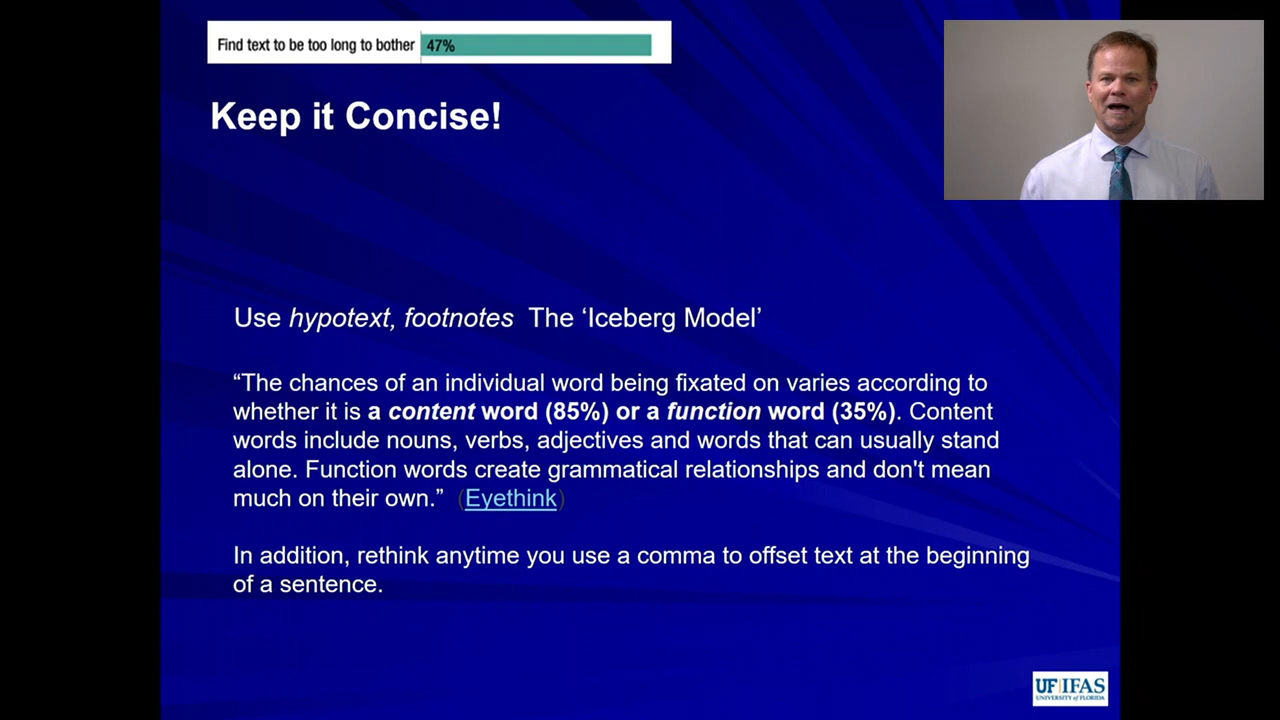 Find text to be too long to bother 47%
Keep it Concise!
Use hypotext, footnotes The ‘Iceberg Model’
“The chances of an individual word being fixated on varies according to
whether it is a content word (85%) or a function word (35%). Content
words include nouns, verbs, adjectives and words that can usually stand
alone. Function words create grammatical relationships and don't mean
much on their own.” (Eyethink)
In addition, rethink anytime you use a comma to offset text at the beginning
of a sentence.
UF|IFAS
UNIVERSITY of FLORIDA